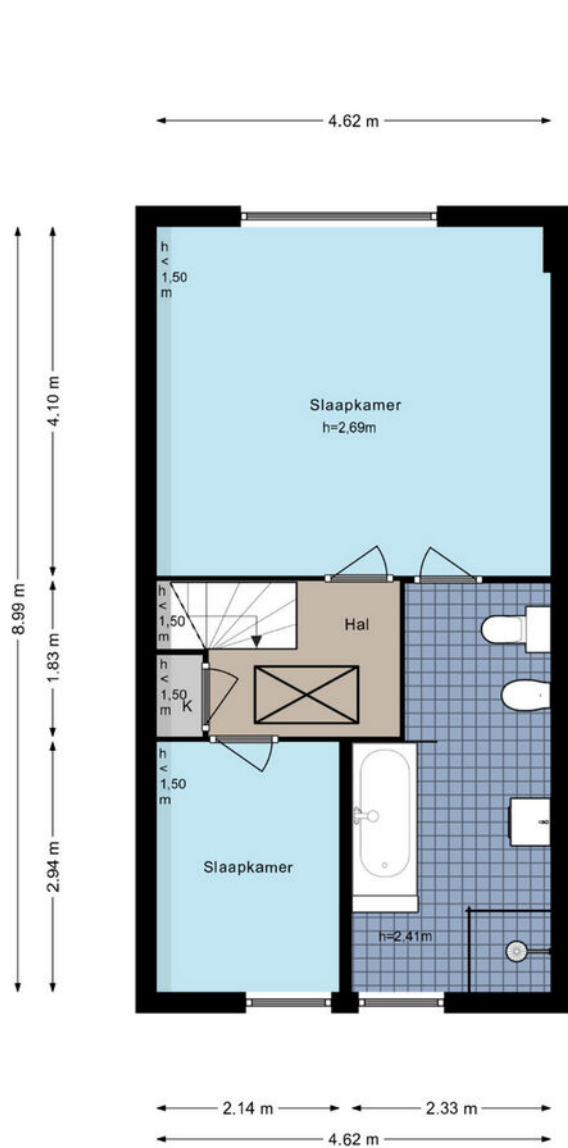 4.62 m
h
<
1,50
m
Slaapkamer
h=2,69m
4.10 m
8.99 m
1.83 m
h
<
1,50
m
Hal
h
<
1,50
m
K
h
<
1,50
m
2.94 m
Slaapkamer
h=2,41m
2.14 m
2.33 m
4.62 m